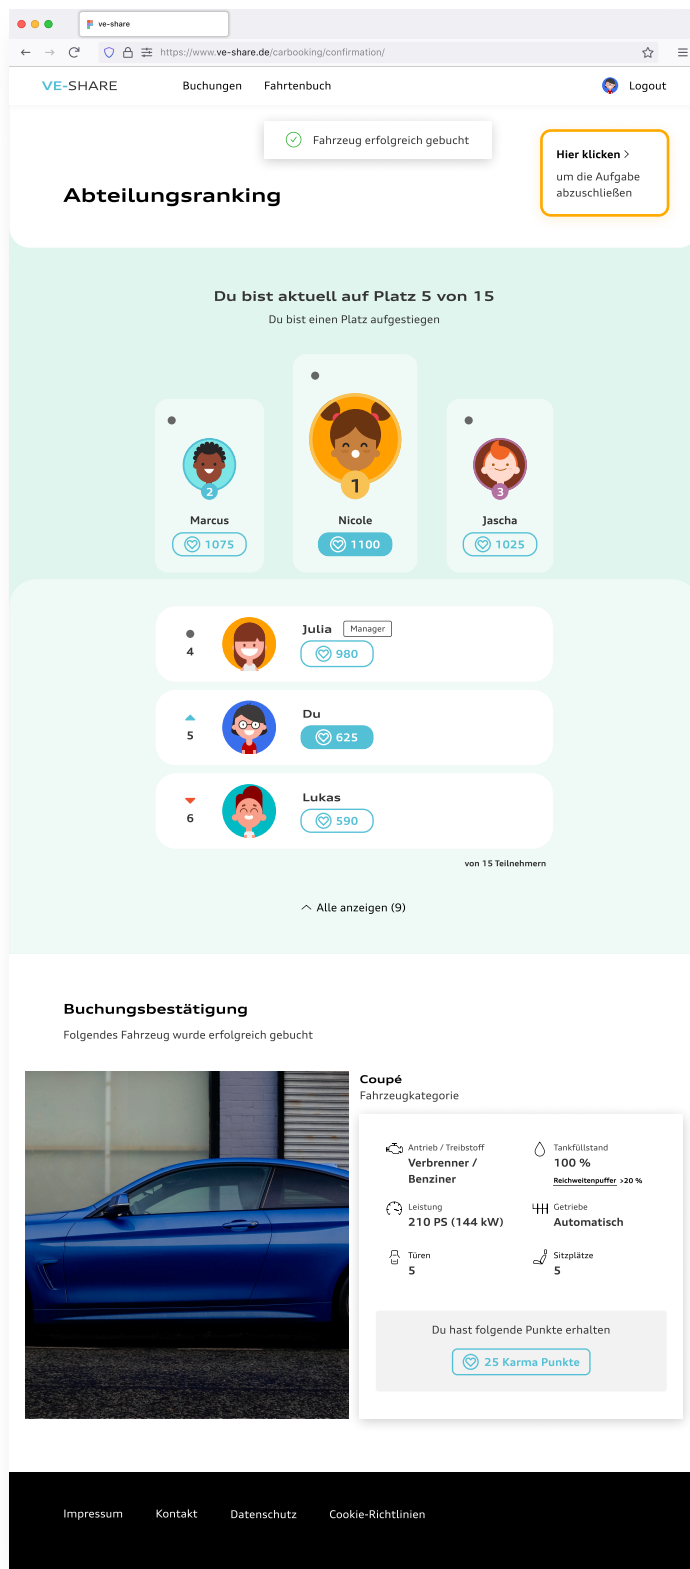 ve-share
https://www.ve-share.de/carbooking/confirmation/
VE-SHARE
Buchungen
Fahrtenbuch
Logout
Fahrzeug erfolgreich gebucht
Hier klicken >
um die Aufgabe
abzuschließen
Abteilungsranking
Du bist aktuell auf Platz 5 von 15
Du bist einen Platz aufgestiegen
2
Marcus
1075
1
Nicole
1100
3
Jascha
1025
4
Julia
Manager
980
5
Du
625
6
Lukas
590
von 15 Teilnehmern
Alle anzeigen (9)
Buchungsbestätigung
Folgendes Fahrzeug wurde erfolgreich gebucht
Coupé
Fahrzeugkategorie
Antrieb / Treibstoff
Verbrenner /
Benziner
Tankfüllstand
100 %
Reichweitenpuffer >20 %
Leistung
210 PS (144 kW)
Getriebe
Automatisch
Türen
5
Sitzplätze
5
Du hast folgende Punkte erhalten
25 Karma Punkte
Impressum
Kontakt
Datenschutz
Cookie-Richtlinien